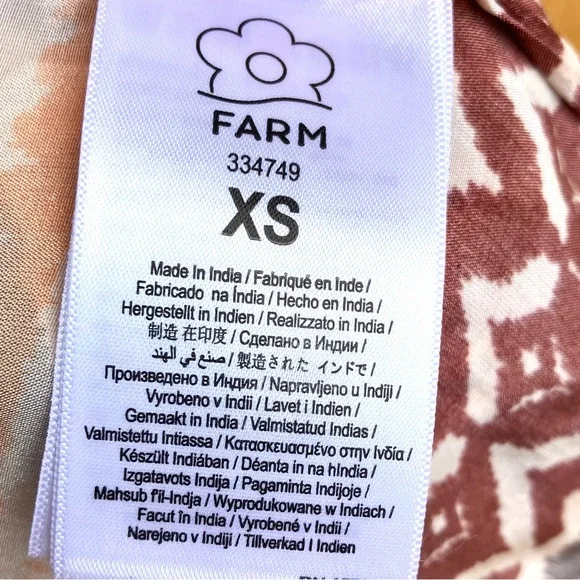 FARM
334749
XS
Made In India / Fabriqué en Inde /
Fabricado na Índia / Hecho en India /
Hergestellt in Indien / Realizzato in India /
制造 在印度 / Сделано в Индии /
صنع في الهند / 製造された インドで /
Произведено в Индия / Napravljeno u Indiji /
Vyrobeno v Indii / Lavet i Indien /
Gemaakt in India / Valmistatud Indias /
Valmistettu Intiassa / Κατασκευασμένο στην Ινδία /
Készült Indiában / Déanta in na hIndia /
Izgatavots Indija / Pagaminta Indijoje /
Mahsub fil-Indja / Wyprodukowane w Indiach /
Facut în India / Vyrobené v Indii /
Narejeno v Indiji / Tillverkad I Indien